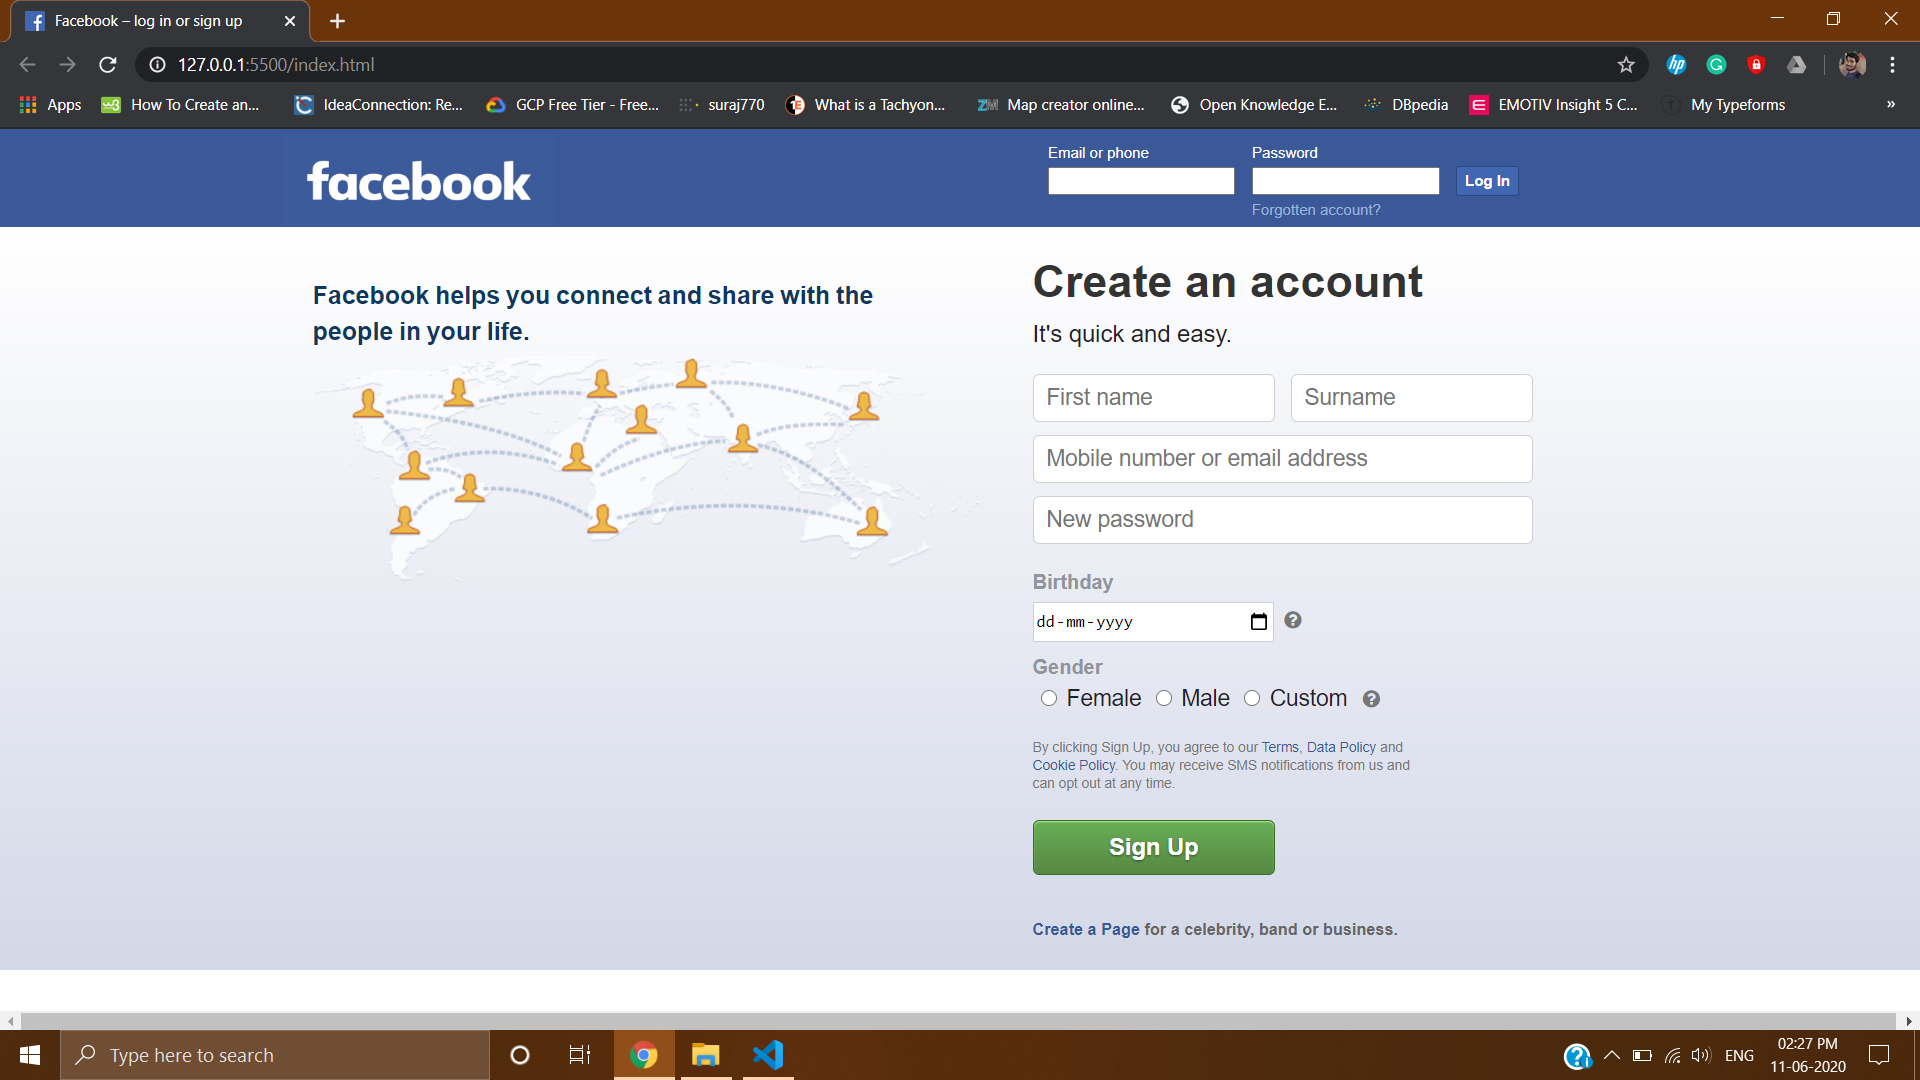 Facebook – log in or sign up
127.0.0.1:5500/index.html
Apps
How To Create an...
IdeaConnection: Re...
GCP Free Tier - Free...
suraj770
What is a Tachyon...
Map creator online...
Open Knowledge E...
DBpedia
EMOTIV Insight 5 C...
My Typeforms
»
facebook
Email or phone
Password
Log In
Forgotten account?
Facebook helps you connect and share with the
people in your life.
Create an account
It's quick and easy.
First name
Surname
Mobile number or email address
New password
Birthday
dd-mm-yyyy
Gender
Female
Male
Custom
By clicking Sign Up, you agree to our Terms, Data Policy and
Cookie Policy. You may receive SMS notifications from us and
can opt out at any time.
Sign Up
Create a Page for a celebrity, band or business.
Type here to search
ENG
02:27 PM
11-06-2020